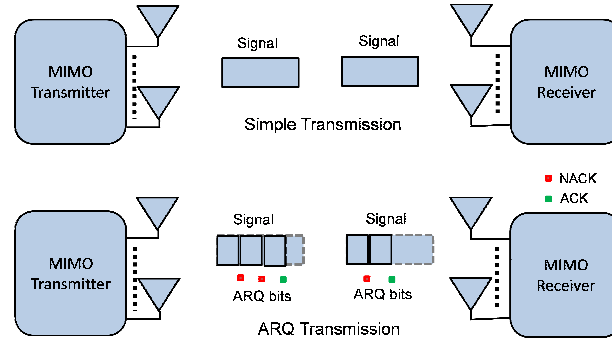 MIMO
Transmitter
Signal
Signal
MIMO
Receiver
Simple Transmission
NACK
ACK
MIMO
Transmitter
Signal
Signal
MIMO
Receiver
ARQ bits
ARQ bits
ARQ Transmission